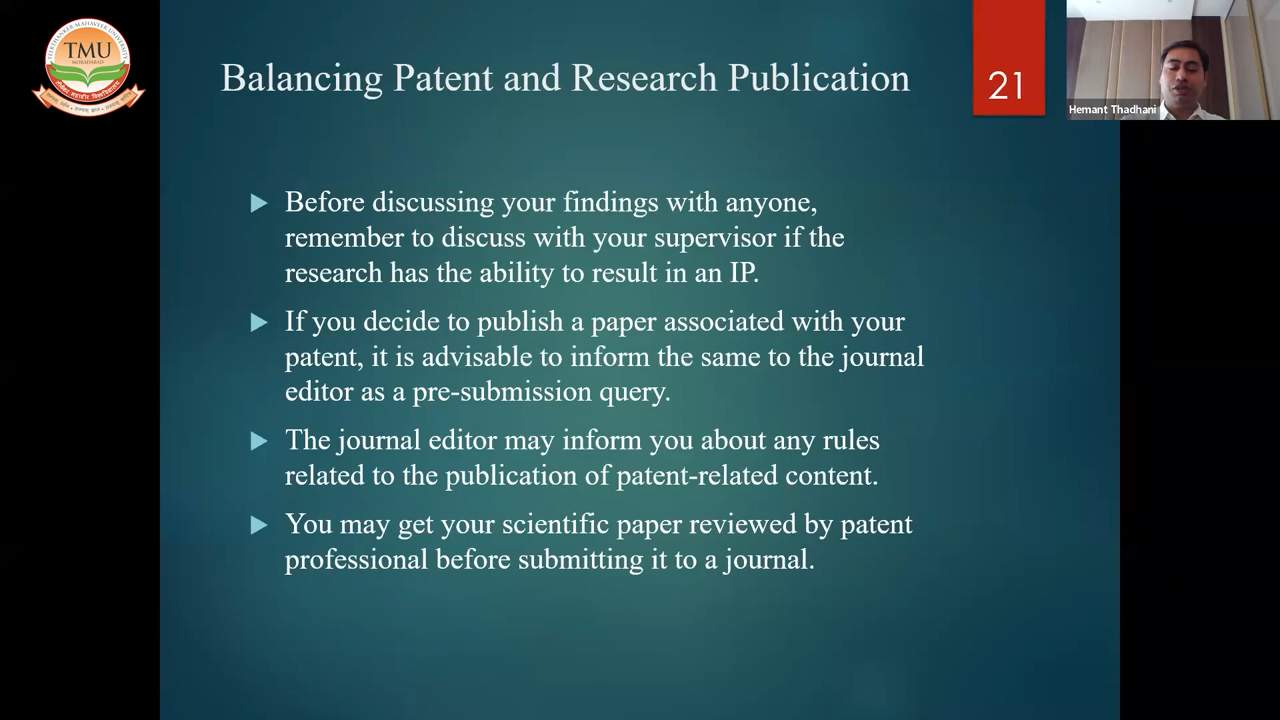 TEERTHANKER MAHAVEER UNIVERSITY
TMU
MORADABAD
Balancing Patent and Research Publication
21
Hemant Thadhani
Before discussing your findings with anyone,
remember to discuss with your supervisor if the
research has the ability to result in an IP.
If you decide to publish a paper associated with your
patent, it is advisable to inform the same to the journal
editor as a pre-submission query.
The journal editor may inform you about any rules
related to the publication of patent-related content.
You may get your scientific paper reviewed by patent
professional before submitting it to a journal.